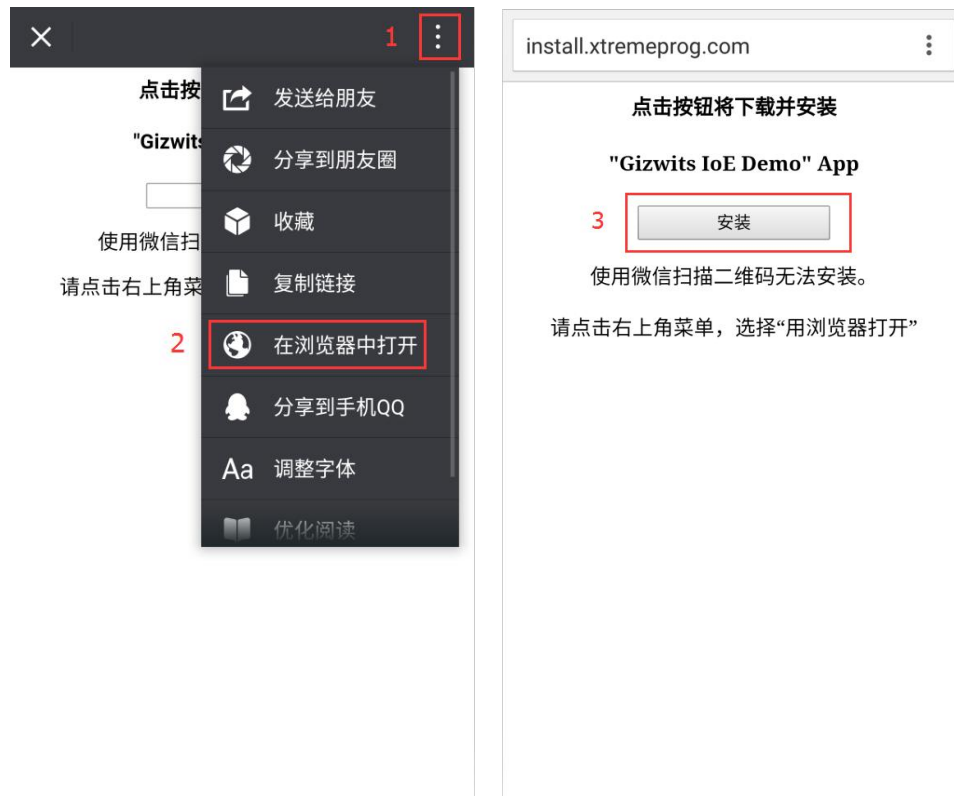 1
点击按
"Gizwits
使用微信扫
请点击右上角菜
发送给朋友
分享到朋友圈
收藏
复制链接
2
在浏览器中打开
分享到手机QQ
Aa 调整字体
优化阅读
install.xtremeprog.com
点击按钮将下载并安装
"Gizwits IoE Demo" App
3
安装
使用微信扫描二维码无法安装。
请点击右上角菜单，选择“用浏览器打开”